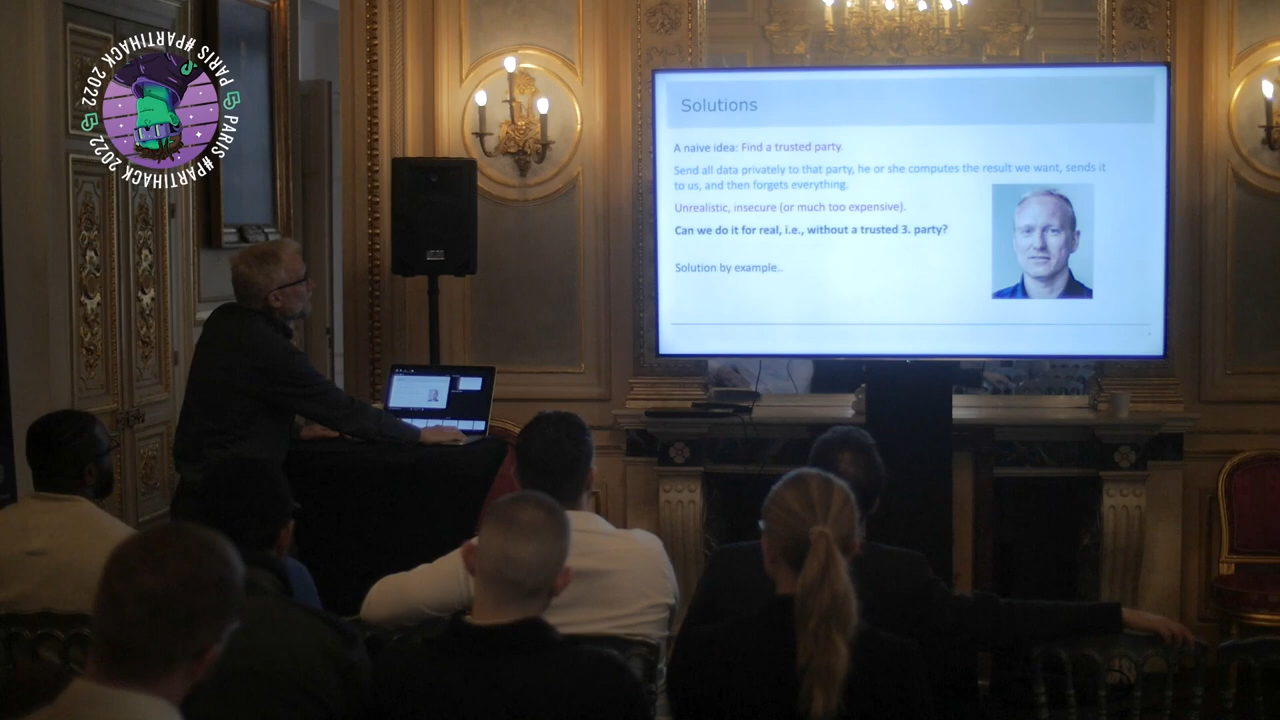 PARIS #PARTIHACK 2022
PARIS #PARTIHACK 2022
Solutions
A naive idea: Find a trusted party.
Send all data privately to that party, he or she computes the result we want, sends it
to us, and then forgets everything.
Unrealistic, insecure (or much too expensive).
Can we do it for real, i.e., without a trusted 3. party?
Solution by example..